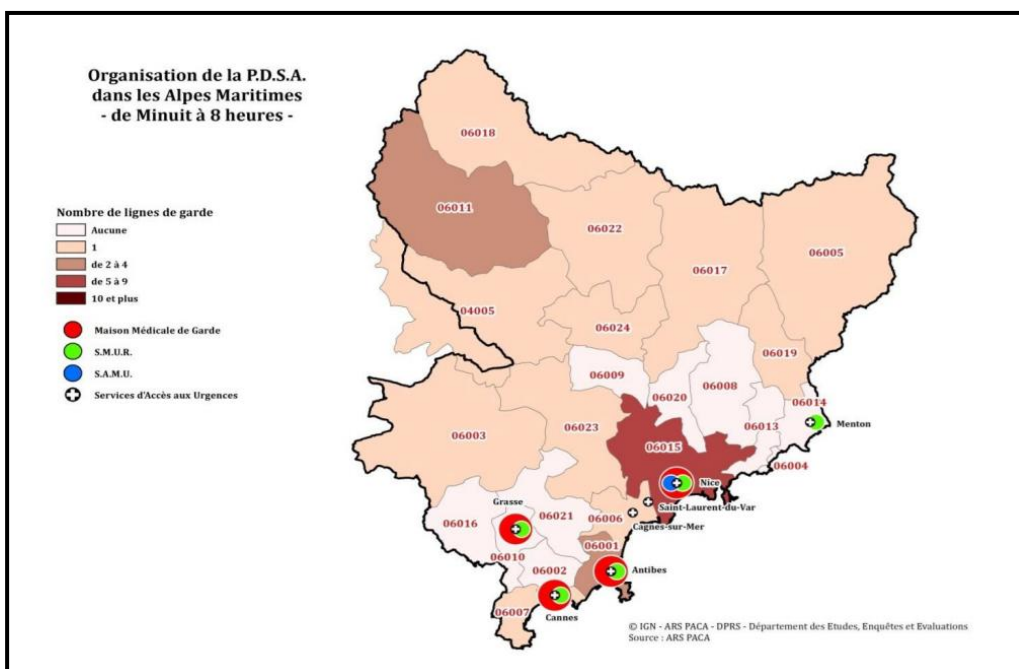 Organisation de la P.D.S.A.
dans les Alpes Maritimes
- de Minuit à 8 heures -
Nombre de lignes de garde
Aucune
1
de 2 à 4
de 5 à 9
10 et plus
Maison Médicale de Garde
S.M.U.R.
S.A.M.U.
Services d'Accès aux Urgences
06018
06011
06022
06005
06017
04005
06024
06019
06009
06008
06020
06014
Menton
06003
06023
06015
06013
06004
Nice
Grasse
Saint-Laurent-du-Var
06016
06021
06006
Cagnes-sur-Mer
06001
06010
06002
Antibes
06007
Cannes
© IGN - ARS PACA - DPRS - Département des Etudes, Enquêtes et Evaluations
Source : ARS PACA